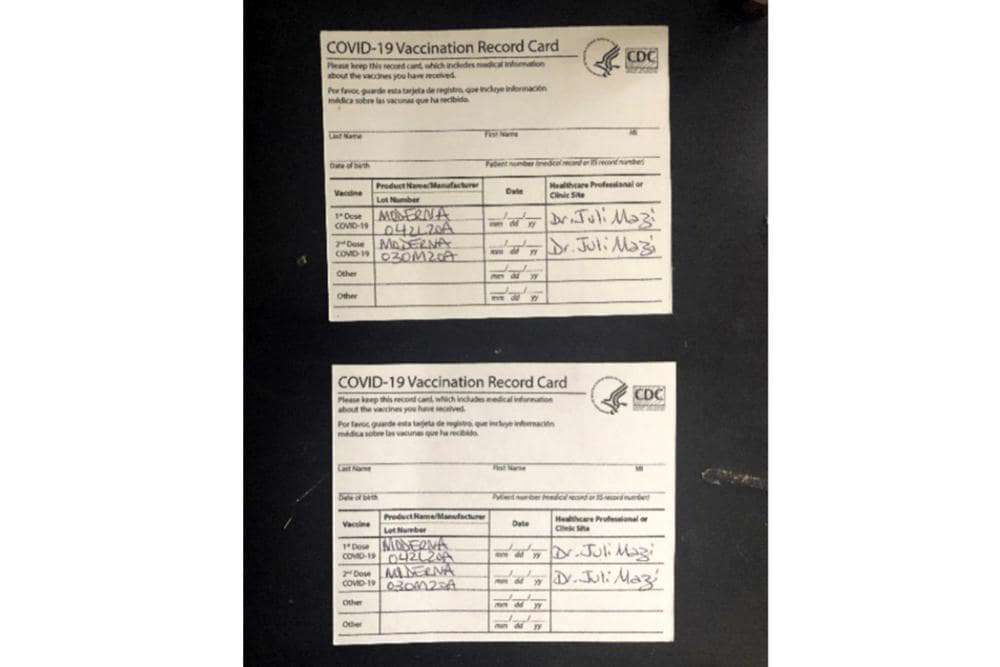 COVID-19 Vaccination Record Card
CDC
Please keep this record card, which includes medical information
about the vaccines you have received.
Por favor, guarde esta tarjeta de registro, que incluye información
médica sobre las vacunas que ha recibido.
Last Name First Name MI
Date of birth Patient number (medical record or IIS record number)
Vaccine Product Name/Manufacturer Date Healthcare Professional or
Lot Number Clinic Site
1st Dose MODERNA
COVID-19 042L20A mm dd yy Dr. Juli Mazi
2nd Dose MODERNA
COVID-19 030M20A mm dd yy Dr. Juli Mazi
Other mm dd yy
Other mm dd yy
COVID-19 Vaccination Record Card
CDC
Please keep this record card, which includes medical information
about the vaccines you have received.
Por favor, guarde esta tarjeta de registro, que incluye información
médica sobre las vacunas que ha recibido.
Last Name First Name MI
Date of birth Patient number (medical record or IIS record number)
Vaccine Product Name/Manufacturer Date Healthcare Professional or
Lot Number Clinic Site
1st Dose MODERNA
COVID-19 042L20A mm dd yy Dr. Juli Mazi
2nd Dose MODERNA
COVID-19 030M20A mm dd yy Dr. Juli Mazi
Other mm dd yy
Other mm dd yy